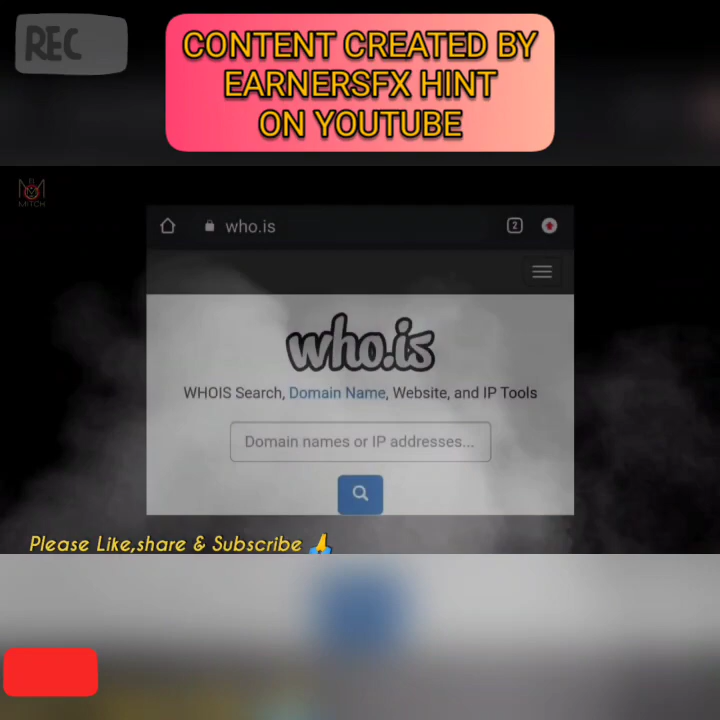 REC
CONTENT CREATED BY
EARNERSFX HINT
ON YOUTUBE
MITCH
who.is
2
who.is
WHOIS Search, Domain Name, Website, and IP Tools
Domain names or IP addresses...
Please Like,share & Subscribe 🙏